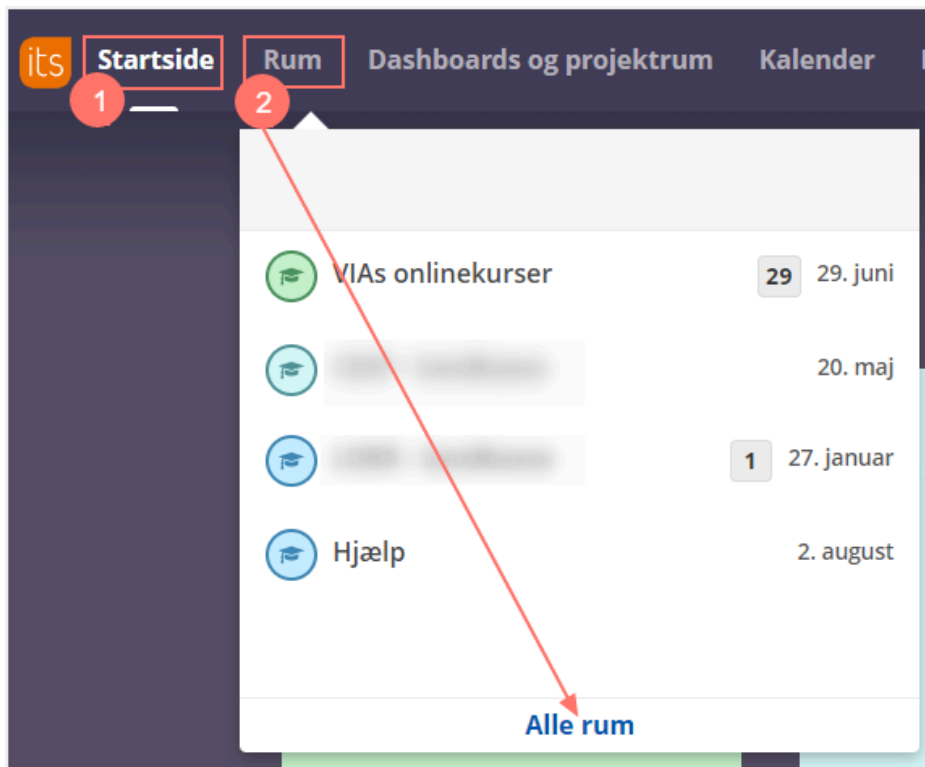 its Startside Rum Dashboards og projektrum Kalender
1 2
VIAs onlinekurser 29 29. juni
20. maj
1 27. januar
Hjælp 2. august
Alle rum